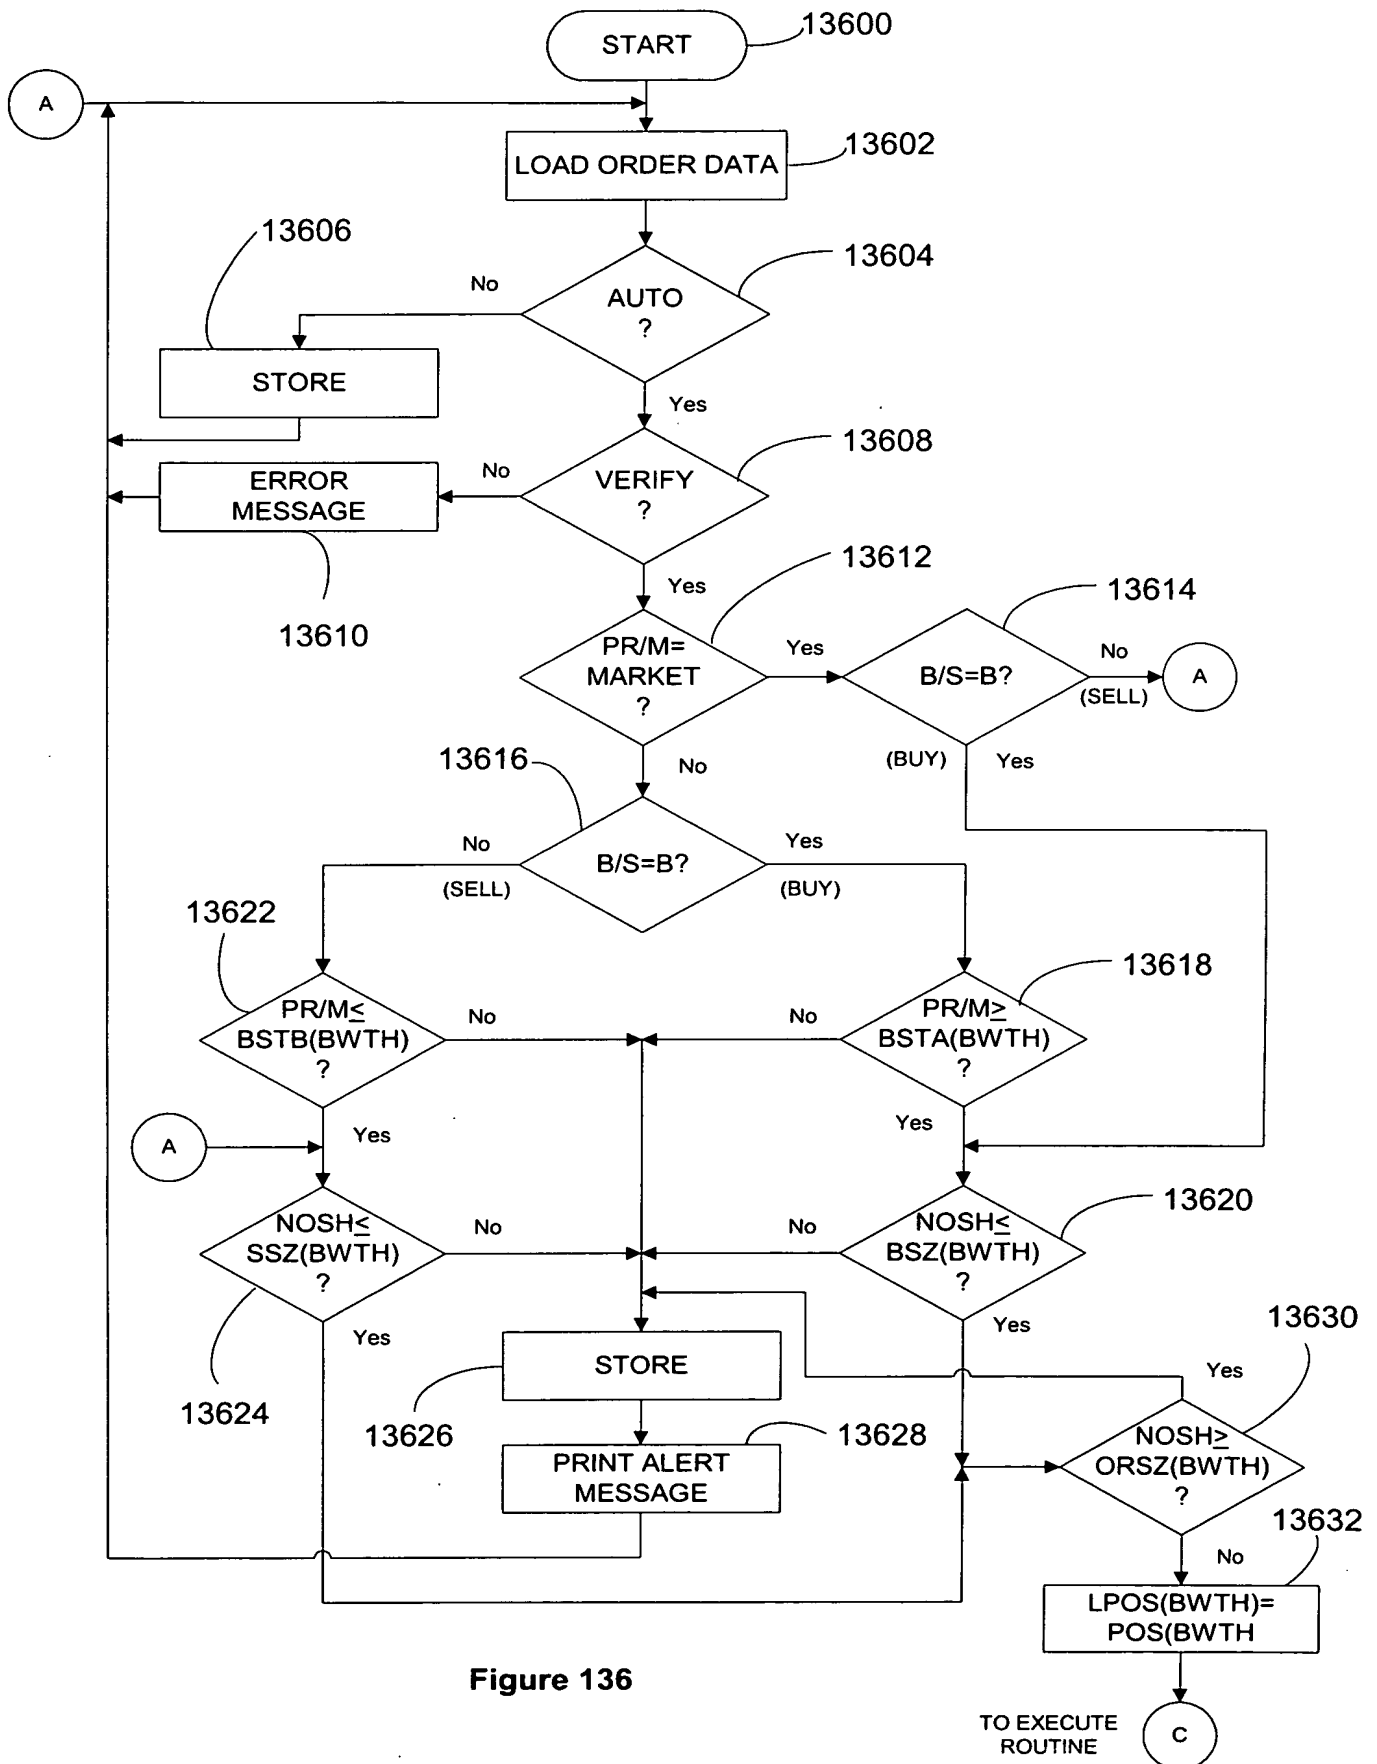 START
13600
A
LOAD ORDER DATA
13602
13606
13604
No
AUTO
?
STORE
Yes
13608
ERROR
MESSAGE
No
VERIFY
?
13612
Yes
13610
13614
PR/M=
MARKET
?
Yes
B/S=B?
No
(SELL)
A
13616
No
(BUY)
Yes
No
(SELL)
B/S=B?
Yes
(BUY)
13622
13618
PR/M≤
BSTB(BWTH)
?
No
No
PR/M≥
BSTA(BWTH)
?
A
Yes
Yes
13620
NOSH≤
SSZ(BWTH)
?
No
No
NOSH≤
BSZ(BWTH)
?
Yes
Yes
13630
13624
STORE
13626
Yes
13628
PRINT ALERT
MESSAGE
NOSH≥
ORSZ(BWTH)
?
13632
No
LPOS(BWTH)=
POS(BWTH
Figure 136
TO EXECUTE
ROUTINE
C